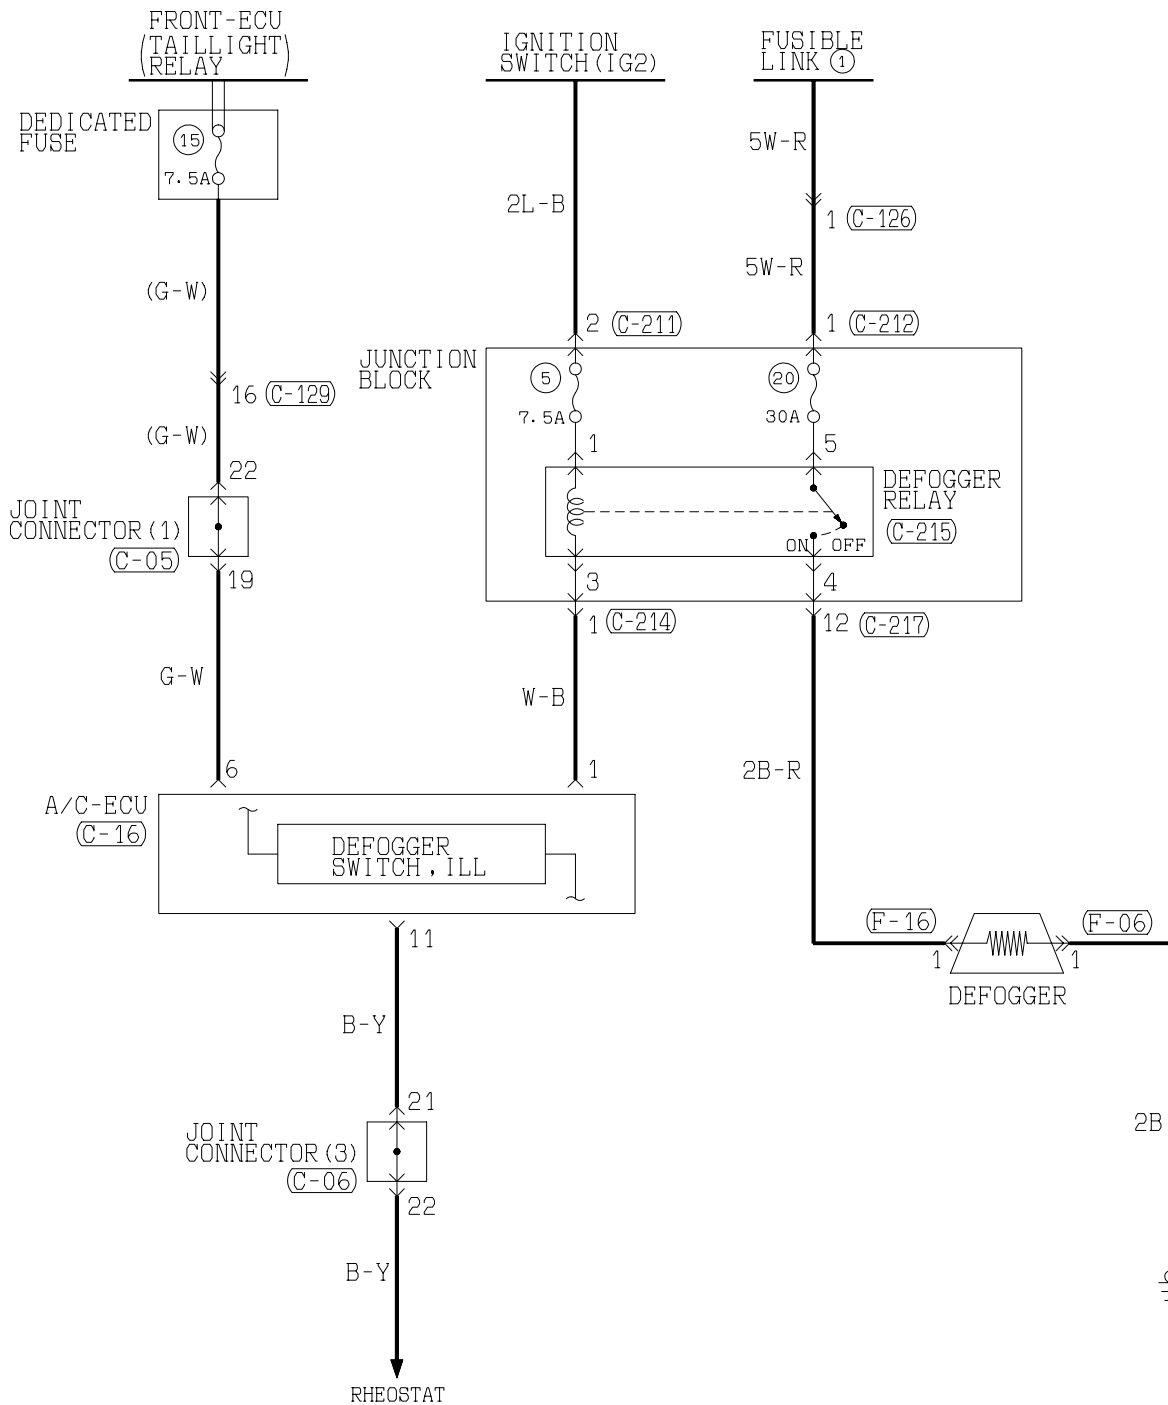 FRONT-ECU
(TAILLIGHT)
RELAY
IGNITION
SWITCH(IG2)
FUSIBLE
LINK 1
DEDICATED
FUSE
15
7.5A
5W-R
2L-B
1 C-126
5W-R
(G-W)
2 C-211
1 C-212
JUNCTION
BLOCK
5
20
7.5A
30A
16 C-129
(G-W)
1
5
22
DEFOGGER
RELAY
C-215
JOINT
CONNECTOR(1)
C-05
ON OFF
19
3
4
1 C-214
12 C-217
G-W
W-B
2B-R
6
1
A/C-ECU
C-16
DEFOGGER
SWITCH,ILL
11
F-16
F-06
1
1
DEFOGGER
B-Y
21
2B
JOINT
CONNECTOR(3)
C-06
22
B-Y
RHEOSTAT